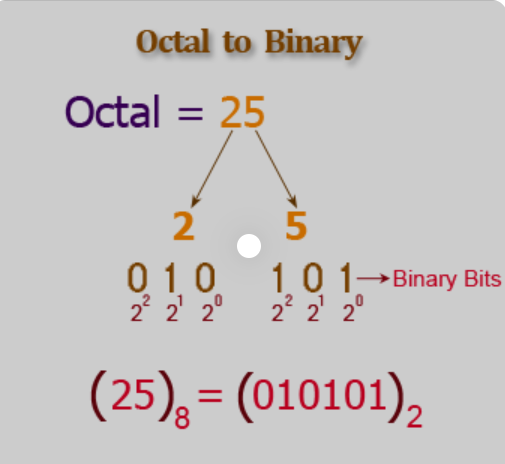 Octal to Binary
Octal = 25
2 5
0 1 0 1 0 1 Binary Bits
2² 2¹ 2⁰ 2² 2¹ 2⁰
(25)₈ = (010101)₂